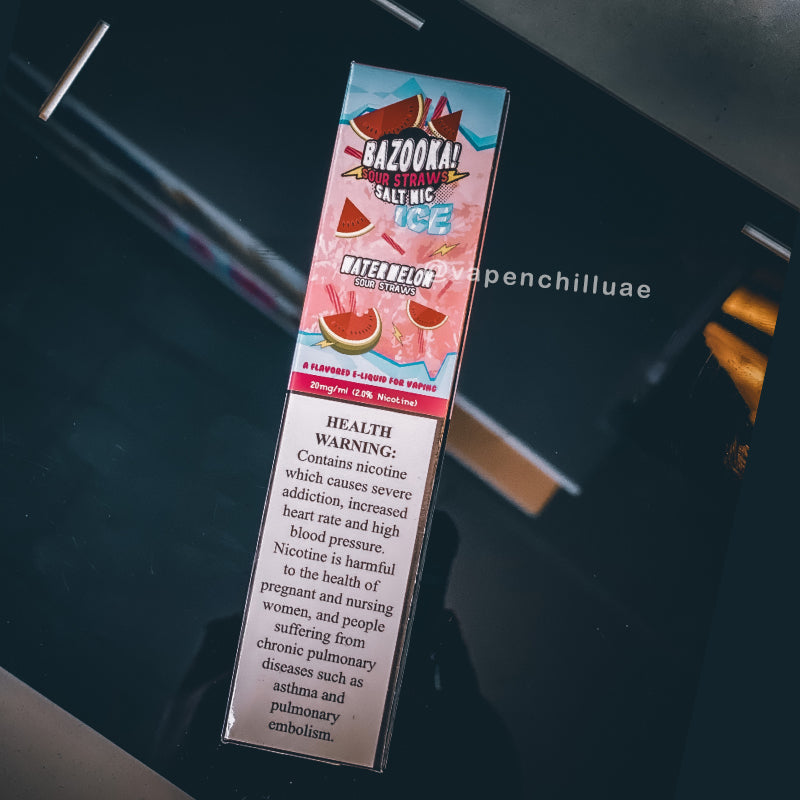 BAZOOKA!
SOUR STRAWS
SALT NIC
ICE
WATERMELON
SOUR STRAWS
@vapenchilluae
A FLAVORED E-LIQUID FOR VAPING
20mg/ml (2.0% Nicotine)
HEALTH
WARNING:
Contains nicotine
which causes severe
addiction, increased
heart rate and high
blood pressure.
Nicotine is harmful
to the health of
pregnant and nursing
women, and people
suffering from
chronic pulmonary
diseases such as
asthma and
pulmonary
embolism.